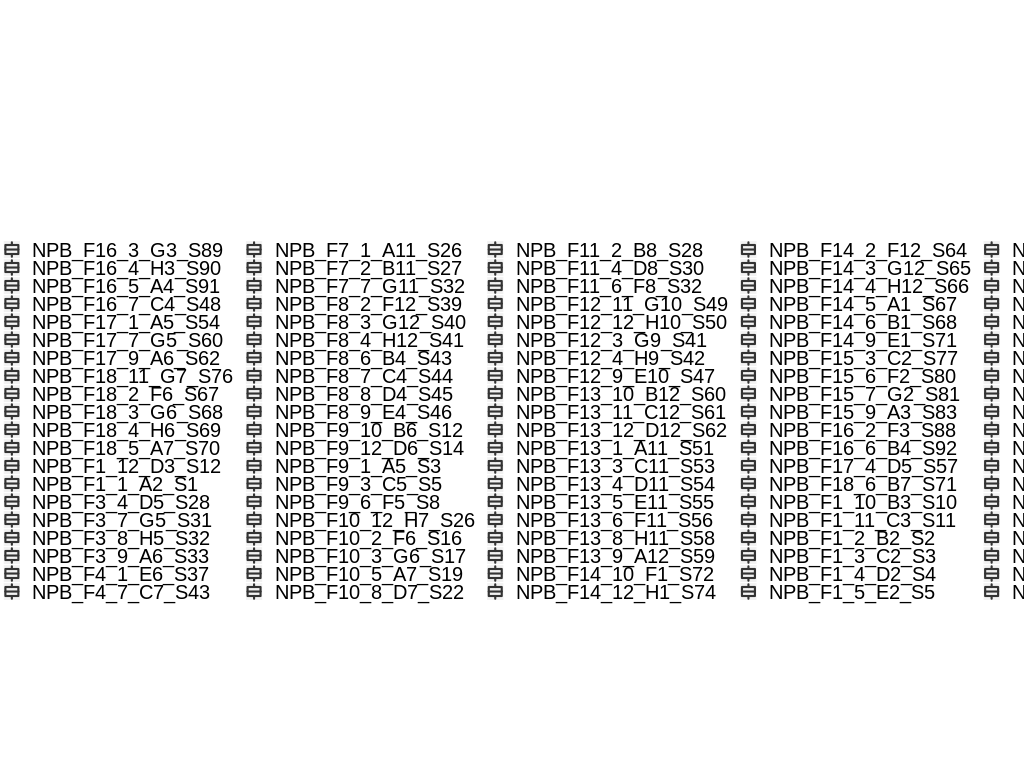 NPB_F16_3_G3_S89 NPB_F7_1_A11_S26 NPB_F11_2_B8_S28 NPB_F14_2_F12_S64 N
NPB_F16_4_H3_S90 NPB_F7_2_B11_S27 NPB_F11_4_D8_S30 NPB_F14_3_G12_S65 N
NPB_F16_5_A4_S91 NPB_F7_7_G11_S32 NPB_F11_6_F8_S32 NPB_F14_4_H12_S66 N
NPB_F16_7_C4_S48 NPB_F8_2_F12_S39 NPB_F12_11_G10_S49 NPB_F14_5_A1_S67 N
NPB_F17_1_A5_S54 NPB_F8_3_G12_S40 NPB_F12_12_H10_S50 NPB_F14_6_B1_S68 N
NPB_F17_7_G5_S60 NPB_F8_4_H12_S41 NPB_F12_3_G9_S41 NPB_F14_9_E1_S71 N
NPB_F17_9_A6_S62 NPB_F8_6_B4_S43 NPB_F12_4_H9_S42 NPB_F15_3_C2_S77 N
NPB_F18_11_G7_S76 NPB_F8_7_C4_S44 NPB_F12_9_E10_S47 NPB_F15_6_F2_S80 N
NPB_F18_2_F6_S67 NPB_F8_8_D4_S45 NPB_F13_10_B12_S60 NPB_F15_7_G2_S81 N
NPB_F18_3_G6_S68 NPB_F8_9_E4_S46 NPB_F13_11_C12_S61 NPB_F15_9_A3_S83 N
NPB_F18_4_H6_S69 NPB_F9_10_B6_S12 NPB_F13_12_D12_S62 NPB_F16_2_F3_S88 N
NPB_F18_5_A7_S70 NPB_F9_12_D6_S14 NPB_F13_1_A11_S51 NPB_F16_6_B4_S92 N
NPB_F1_12_D3_S12 NPB_F9_1_A5_S3 NPB_F13_3_C11_S53 NPB_F17_4_D5_S57 N
NPB_F1_1_A2_S1 NPB_F9_3_C5_S5 NPB_F13_4_D11_S54 NPB_F18_6_B7_S71 N
NPB_F3_4_D5_S28 NPB_F9_6_F5_S8 NPB_F13_5_E11_S55 NPB_F1_10_B3_S10 N
NPB_F3_7_G5_S31 NPB_F10_12_H7_S26 NPB_F13_6_F11_S56 NPB_F1_11_C3_S11 N
NPB_F3_8_H5_S32 NPB_F10_2_F6_S16 NPB_F13_8_H11_S58 NPB_F1_2_B2_S2 N
NPB_F3_9_A6_S33 NPB_F10_3_G6_S17 NPB_F13_9_A12_S59 NPB_F1_3_C2_S3 N
NPB_F4_1_E6_S37 NPB_F10_5_A7_S19 NPB_F14_10_F1_S72 NPB_F1_4_D2_S4 N
NPB_F4_7_C7_S43 NPB_F10_8_D7_S22 NPB_F14_12_H1_S74 NPB_F1_5_E2_S5 N